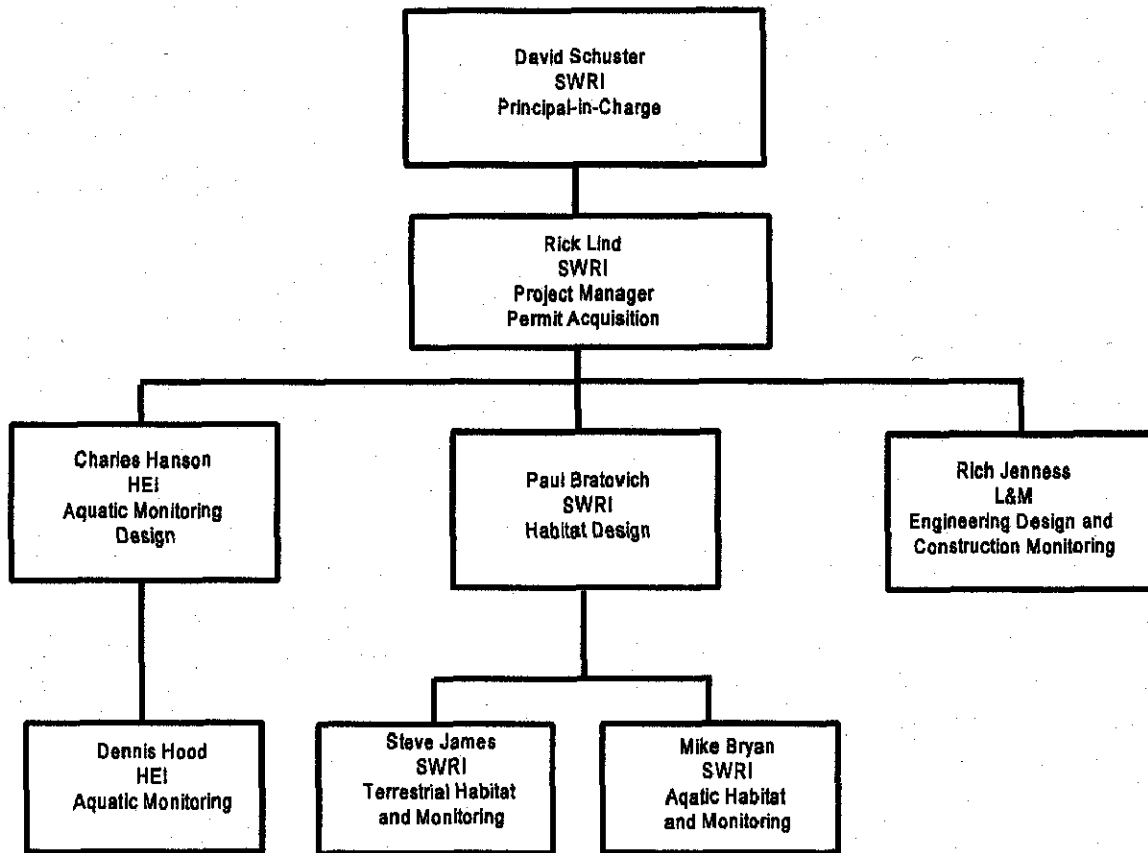 David Schuster
SWRI
Principal-in-Charge
Rick Lind
SWRI
Project Manager
Permit Acquisition
Charles Hanson
HEI
Aquatic Monitoring
Design
Paul Bratovich
SWRI
Habitat Design
Rich Jenness
L&M
Engineering Design and
Construction Monitoring
Dennis Hood
HEI
Aquatic Monitoring
Steve James
SWRI
Terrestrial Habitat
and Monitoring
Mike Bryan
SWRI
Aqatic Habitat
and Monitoring